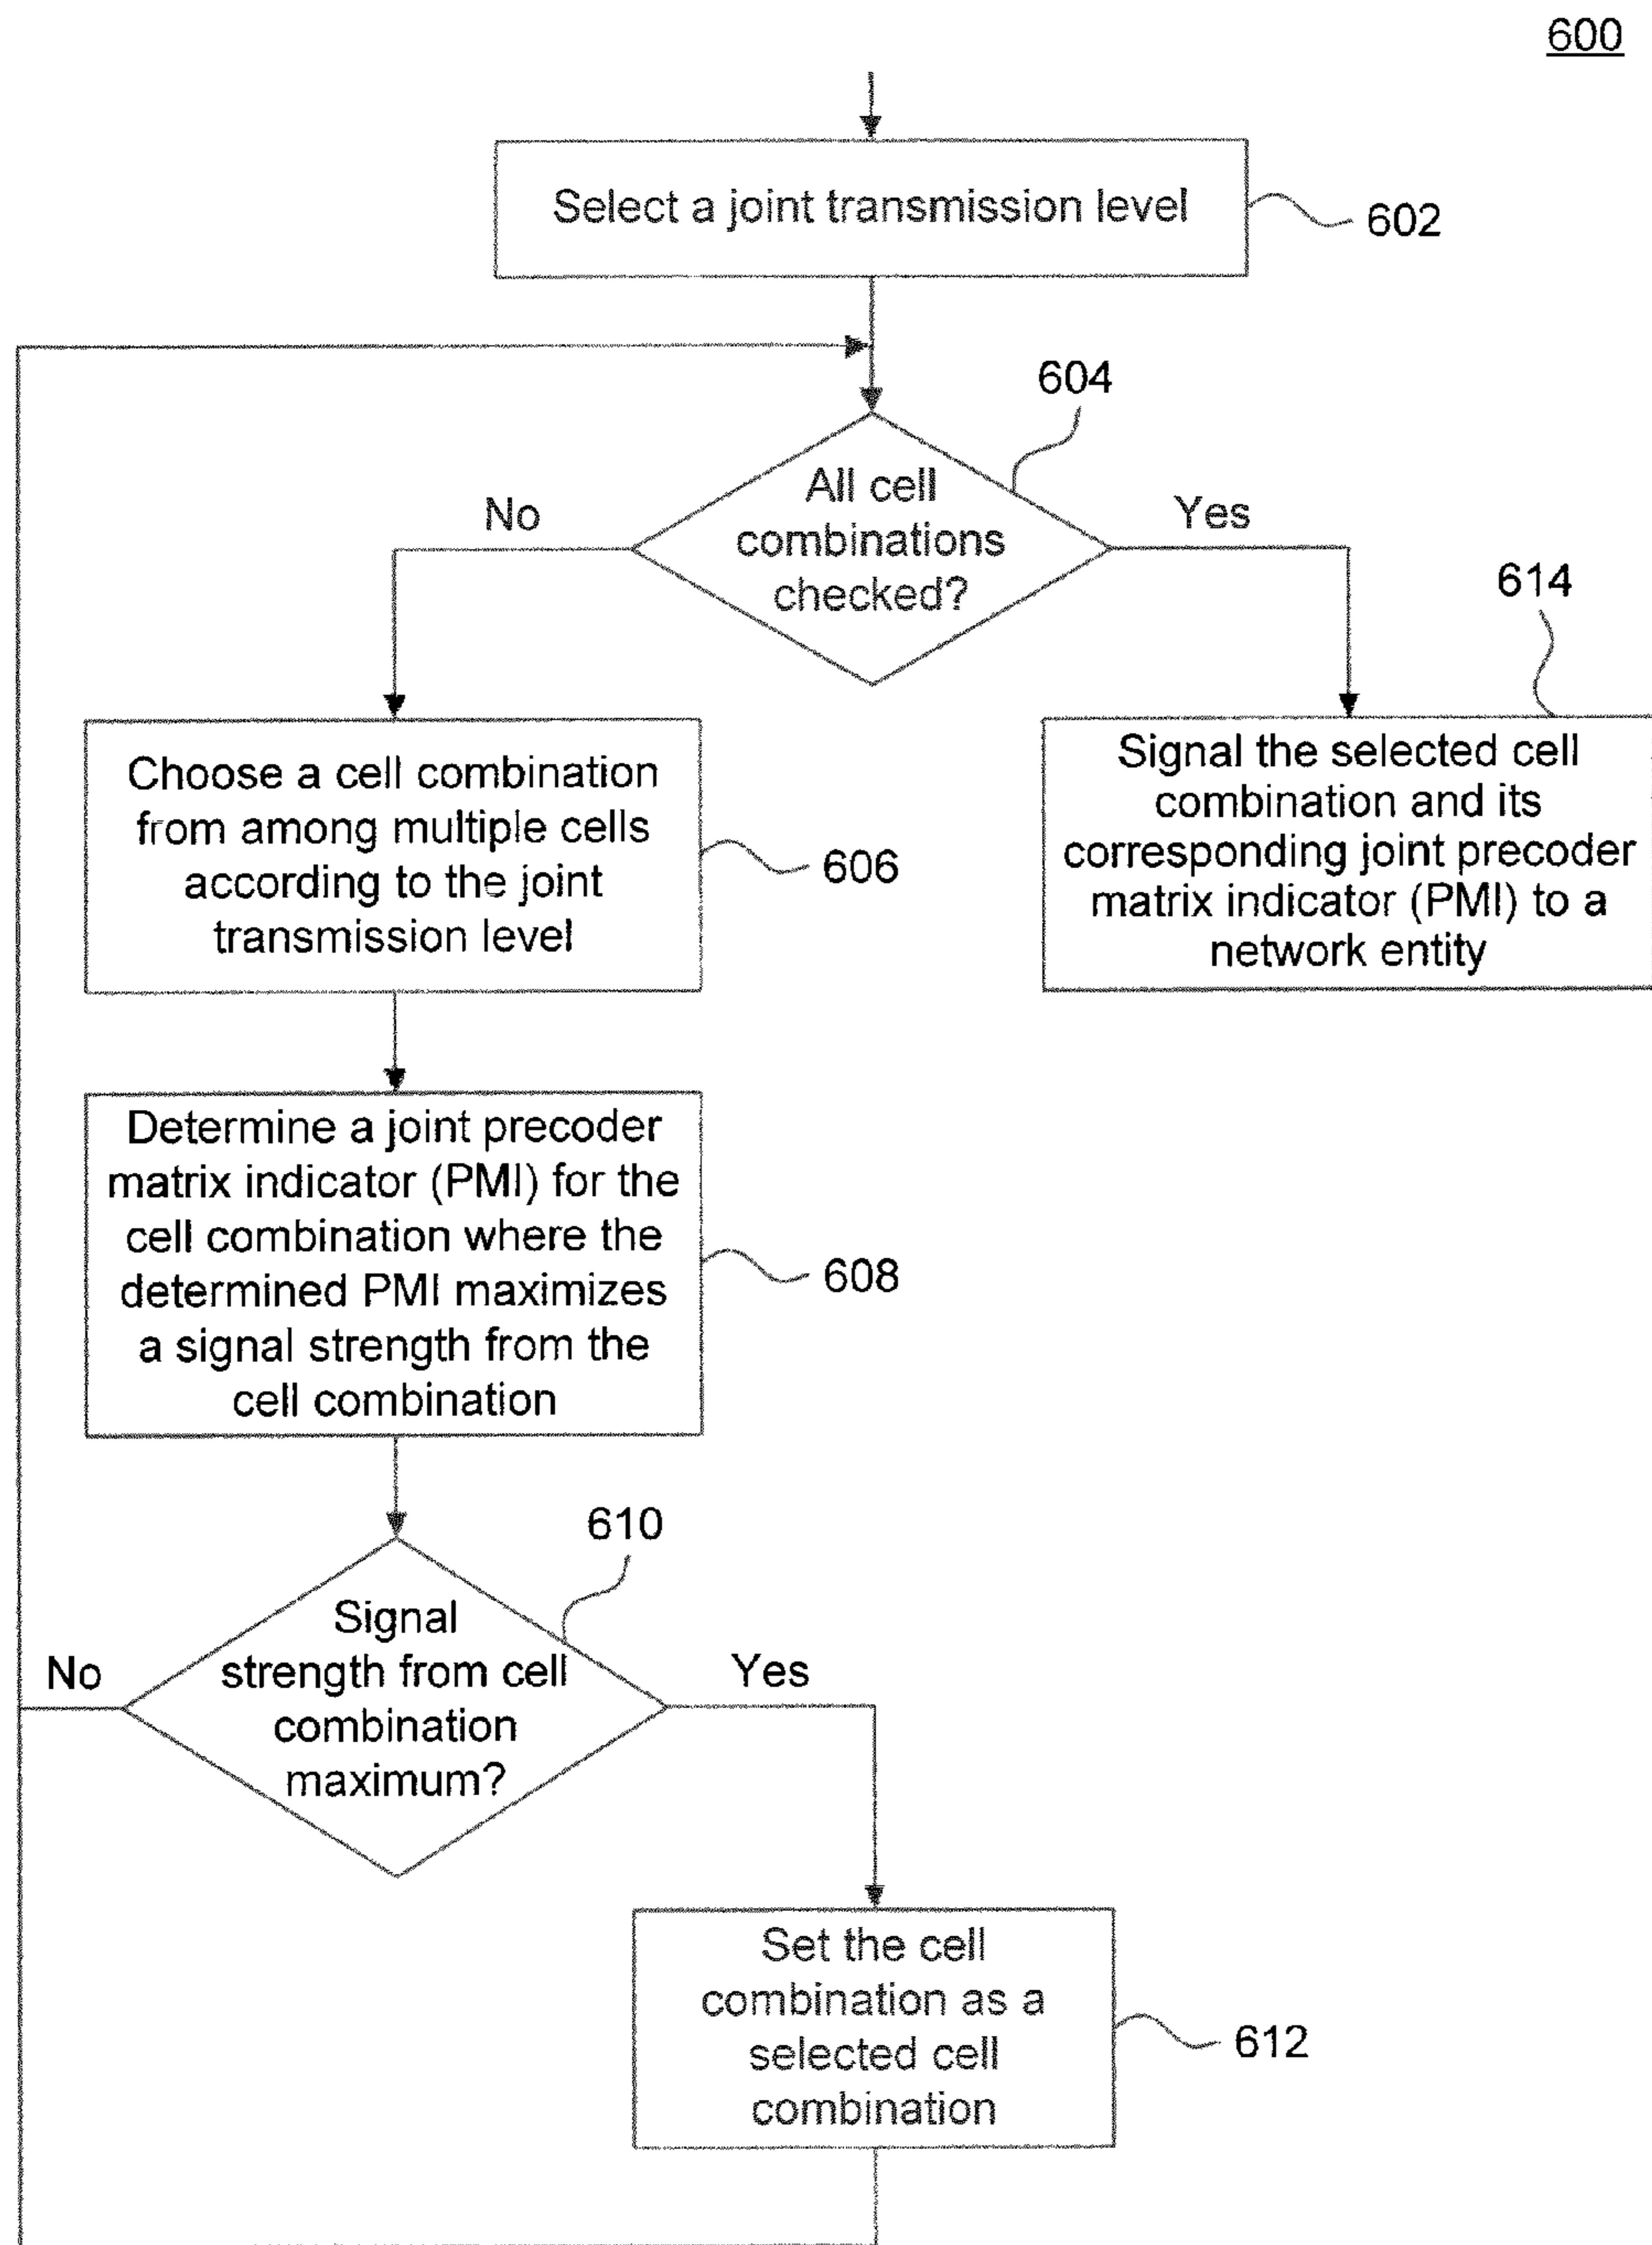 600
Select a joint transmission level
602
604
All cell
combinations
checked?
No
Yes
614
Choose a cell combination
from among multiple cells
according to the joint
transmission level
606
Signal the selected cell
combination and its
corresponding joint precoder
matrix indicator (PMI) to a
network entity
Determine a joint precoder
matrix indicator (PMI) for the
cell combination where the
determined PMI maximizes
a signal strength from the
cell combination
608
610
Signal
strength from cell
combination
maximum?
No
Yes
Set the cell
combination as a
selected cell
combination
612